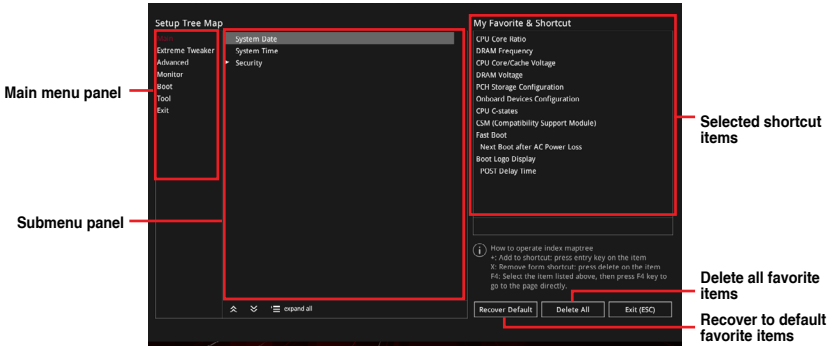 Setup Tree Map
Main
Extreme Tweaker
Advanced
Monitor
Boot
Tool
Exit
System Date
System Time
Security
expand all
My Favorite & Shortcut
CPU Core Ratio
DRAM Frequency
CPU Core/Cache Voltage
DRAM Voltage
PCH Storage Configuration
Onboard Devices Configuration
CPU C-states
CSM (Compatibility Support Module)
Fast Boot
Next Boot after AC Power Loss
Boot Logo Display
POST Delay Time
How to operate index maptree
+: Add to shortcut: press entry key on the item
X: Remove form shortcut: press delete on the item
F4: Select the item listed above, then press F4 key to
go to the page directly.
Recover Default
Delete All
Exit (ESC)
Main menu panel
Submenu panel
Selected shortcut
items
Delete all favorite
items
Recover to default
favorite items